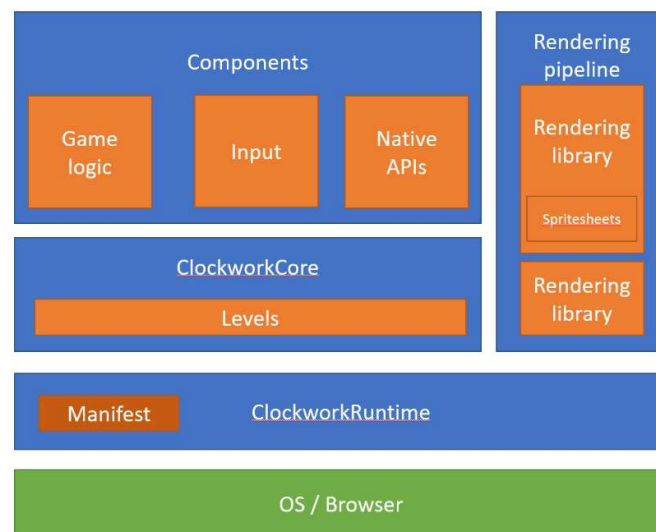 Components
Game
logic
Input
Native
APIs
ClockworkCore
Levels
Rendering
pipeline
Rendering
library
Spritesheets
Rendering
library
Manifest
ClockworkRuntime
OS / Browser